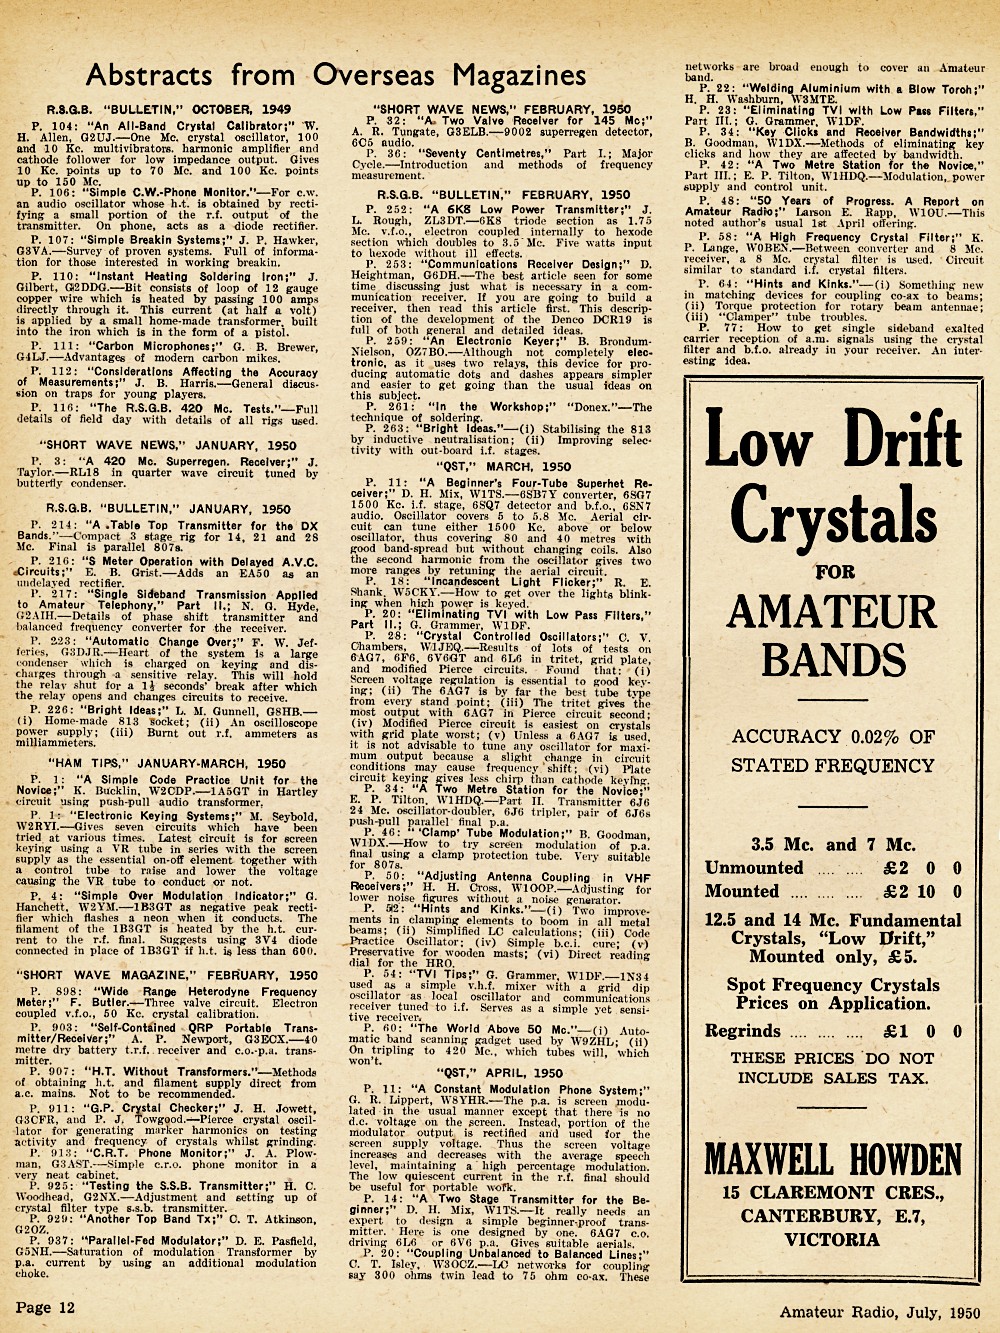 Abstracts from Overseas Magazines
R.S.G.B. "BULLETIN," OCTOBER, 1949
P. 104: "An All-Band Crystal Calibrator;" W.
H. Allen, G2UJ.—One Mc. crystal oscillator, 100
and 10 Kc. multivibrators, harmonic amplifier and
cathode follower for low impedance output. Gives
10 Kc. points up to 70 Mc. and 100 Kc. points
up to 150 Mc.
P. 106: "Simple C.W.-Phone Monitor."—For c.w.
an audio oscillator whose h.t. is obtained by recti-
fying a small portion of the r.f. output of the
transmitter. On phone, acts as a diode rectifier.
P. 107: "Simple Breakin Systems;" J. P. Hawker,
G3VA.—Survey of proven systems. Full of informa-
tion for those interested in working breakin.
P. 110: "Instant Heating Soldering Iron;" J.
Gilbert, G2DDG.—Bit consists of loop of 12 gauge
copper wire which is heated by passing 100 amps
directly through it. This current (at half a volt)
is applied by a small home-made transformer, built
into the iron which is in the form of a pistol.
P. 111: "Carbon Microphones;" G. B. Brewer,
G4LJ.—Advantages of modern carbon mikes.
P. 112: "Considerations Affecting the Accuracy
of Measurements;" J. B. Harris.—General discus-
sion on traps for young players.
P. 116: "The R.S.G.B. 420 Mc. Tests."—Full
details of field day with details of all rigs used.
"SHORT WAVE NEWS," JANUARY, 1950
P. 3: "A 420 Mc. Superregen. Receiver;" J.
Taylor.—RL18 in quarter wave circuit tuned by
butterfly condenser.
R.S.G.B. "BULLETIN," JANUARY, 1950
P. 214: "A Table Top Transmitter for the DX
Bands."—Compact 3 stage rig for 14, 21 and 28
Mc. Final is parallel 807s.
P. 216: "S Meter Operation with Delayed A.V.C.
Circuits;" E. B. Grist.—Adds an EA50 as an
undelayed rectifier.
P. 217: "Single Sideband Transmission Applied
to Amateur Telephony," Part II.; N. G. Hyde,
G2AIH.—Details of phase shift transmitter and
balanced frequency converter for the receiver.
P. 223: "Automatic Change Over;" F. W. Jef-
feries, G3DJR.—Heart of the system is a large
condenser which is charged on keying and dis-
charges through a sensitive relay. This will hold
the relay shut for a 1½ seconds' break after which
the relay opens and changes circuits to receive.
P. 226: "Bright Ideas;" L. M. Gunnell, G8HB.—
(i) Home-made 813 socket; (ii) An oscilloscope
power supply; (iii) Burnt out r.f. ammeters as
milliammeters.
"HAM TIPS," JANUARY-MARCH, 1950
P. 1: "A Simple Code Practice Unit for the
Novice;" K. Bucklin, W2CDP.—1A5GT in Hartley
circuit using push-pull audio transformer.
P. 1: "Electronic Keying Systems;" M. Seybold,
W2RYI.—Gives seven circuits which have been
tried at various times. Latest circuit is for screen
keying using a VR tube in series with the screen
supply as the essential on-off element together with
a control tube to raise and lower the voltage
causing the VR tube to conduct or not.
P. 4: "Simple Over Modulation Indicator;" G.
Hanchett, W2YM.—1B3GT as negative peak recti-
fier which flashes a neon when it conducts. The
filament of the 1B3GT is heated by the h.t. cur-
rent to the r.f. final. Suggests using 3V4 diode
connected in place of 1B3GT if h.t. is less than 600.
"SHORT WAVE MAGAZINE," FEBRUARY, 1950
P. 898: "Wide Range Heterodyne Frequency
Meter;" F. Butler.—Three valve circuit. Electron
coupled v.f.o., 50 Kc. crystal calibration.
P. 903: "Self-Contained QRP Portable Trans-
mitter/Receiver;" A. P. Newport, G3ECX.—40
metre dry battery t.r.f. receiver and c.o.-p.a. trans-
mitter.
P. 907: "H.T. Without Transformers."—Methods
of obtaining h.t. and filament supply direct from
a.c. mains. Not to be recommended.
P. 911: "G.P. Crystal Checker;" J. H. Jowett,
G3CFR, and P. J. Towgood.—Pierce crystal oscil-
lator for generating marker harmonics on testing
activity and frequency of crystals whilst grinding.
P. 913: "C.R.T. Phone Monitor;" J. A. Plow-
man, G3AST.—Simple c.r.o. phone monitor in a
very neat cabinet.
P. 925: "Testing the S.S.B. Transmitter;" H. C.
Woodhead, G2NX.—Adjustment and setting up of
crystal filter type s.s.b. transmitter.
P. 929: "Another Top Band Tx;" C. T. Atkinson,
G2OZ.
P. 937: "Parallel-Fed Modulator;" D. E. Pasfield,
G5NH.—Saturation of modulation Transformer by
p.a. current by using an additional modulation
choke.
"SHORT WAVE NEWS," FEBRUARY, 1950
P. 32: "A Two Valve Receiver for 145 Mc;"
A. R. Tungate, G3ELB.—9002 superregen detector,
6C5 audio.
P. 36: "Seventy Centimetres," Part I.; Major
Cycle.—Introduction and methods of frequency
measurement.
R.S.G.B. "BULLETIN," FEBRUARY, 1950
P. 252: "A 6K8 Low Power Transmitter;" J.
L. Rough, ZL3DT.—6K8 triode section as 1.75
Mc. v.f.o., electron coupled internally to hexode
section which doubles to 3.5 Mc. Five watts input
to hexode without ill effects.
P. 253: "Communications Receiver Design;" D.
Heightman, G6DH.—The best article seen for some
time discussing just what is necessary in a com-
munication receiver. If you are going to build a
receiver, then read this article first. This descrip-
tion of the development of the Denco DCR19 is
full of both general and detailed ideas.
P. 259: "An Electronic Keyer;" B. Brondum-
Nielson, OZ7BO.—Although not completely elec-
tronic, as it uses two relays, this device for pro-
ducing automatic dots and dashes appears simpler
and easier to get going than the usual ideas on
this subject.
P. 261: "In the Workshop;" "Donex."—The
technique of soldering.
P. 263: "Bright Ideas."—(i) Stabilising the 813
by inductive neutralisation; (ii) Improving selec-
tivity with out-board i.f. stages.
"QST," MARCH, 1950
P. 11: "A Beginner's Four-Tube Superhet Re-
ceiver;" D. H. Mix, W1TS.—6SB7Y converter, 6SG7
1500 Kc. i.f. stage, 6SQ7 detector and b.f.o., 6SN7
audio. Oscillator covers 5 to 5.8 Mc. Aerial cir-
cuit can tune either 1500 Kc. above or below
oscillator, thus covering 80 and 40 metres with
good band-spread but without changing coils. Also
the second harmonic from the oscillator gives two
more ranges by retuning the aerial circuit.
P. 18: "Incandescent Light Flicker;" R. E.
Shank, W5CKY.—How to get over the lights blink-
ing when high power is keyed.
P. 20: "Eliminating TVI with Low Pass Filters,"
Part II.; G. Grammer, W1DF.
P. 28: "Crystal Controlled Oscillators;" C. V.
Chambers, W1JEQ.—Results of lots of tests on
6AG7, 6F6, 6V6GT and 6L6 in tritet, grid plate,
and modified Pierce circuits. Found that: (i)
Screen voltage regulation is essential to good key-
ing; (ii) The 6AG7 is by far the best tube type
from every stand point; (iii) The tritet gives the
most output with 6AG7 in Pierce circuit second;
(iv) Modified Pierce circuit is easiest on crystals
with grid plate worst; (v) Unless a 6AG7 is used,
it is not advisable to tune any oscillator for maxi-
mum output because a slight change in circuit
conditions may cause frequency shift; (vi) Plate
circuit keying gives less chirp than cathode keying.
P. 34: "A Two Metre Station for the Novice;"
E. P. Tilton, W1HDQ.—Part II. Transmitter 6J6
24 Mc. oscillator-doubler, 6J6 tripler, pair of 6J6s
push-pull parallel final p.a.
P. 46: "'Clamp' Tube Modulation;" B. Goodman,
W1DX.—How to try screen modulation of p.a.
final using a clamp protection tube. Very suitable
for 807s.
P. 50: "Adjusting Antenna Coupling in VHF
Receivers;" H. H. Cross, W1OOP.—Adjusting for
lower noise figures without a noise generator.
P. 52: "Hints and Kinks."—(i) Two improve-
ments in clamping elements to boom in all metal
beams; (ii) Simplified LC calculations; (iii) Code
Practice Oscillator; (iv) Simple b.c.i. cure; (v)
Preservative for wooden masts; (vi) Direct reading
dial for the HRO.
P. 54: "TVI Tips;" G. Grammer, W1DF.—1N34
used as a simple v.h.f. mixer with a grid dip
oscillator as local oscillator and communications
receiver tuned to i.f. Serves as a simple yet sensi-
tive receiver.
P. 60: "The World Above 50 Mc."—(i) Auto-
matic band scanning gadget used by W9ZHL; (ii)
On tripling to 420 Mc., which tubes will, which
won't.
"QST," APRIL, 1950
P. 11: "A Constant Modulation Phone System;"
G. R. Lippert, W8YHR.—The p.a. is screen modu-
lated in the usual manner except that there is no
d.c. voltage on the screen. Instead, portion of the
modulator output is rectified and used for the
screen supply voltage. Thus the screen voltage
increases and decreases with the average speech
level, maintaining a high percentage modulation.
The low quiescent current in the r.f. final should
be useful for portable work.
P. 14: "A Two Stage Transmitter for the Be-
ginner;" D. H. Mix, W1TS.—It really needs an
expert to design a simple beginner-proof trans-
mitter. Here is one designed by one. 6AG7 c.o.
driving 6L6 or 6V6 p.a. Gives suitable aerials.
P. 20: "Coupling Unbalanced to Balanced Lines;"
C. T. Isley, W3OCZ.—LC networks for coupling
say 300 ohms twin lead to 75 ohm co-ax. These
networks are broad enough to cover an Amateur
band.
P. 22: "Welding Aluminium with a Blow Torch;"
H. H. Washburn, W3MTE.
P. 23: "Eliminating TVI with Low Pass Filters,"
Part III.; G. Grammer, W1DF.
P. 34: "Key Clicks and Receiver Bandwidths;"
B. Goodman, W1DX.—Methods of eliminating key
clicks and how they are affected by bandwidth.
P. 42: "A Two Metre Station for the Novice,"
Part III.; E. P. Tilton, W1HDQ.—Modulation, power
supply and control unit.
P. 48: "50 Years of Progress. A Report on
Amateur Radio;" Larson E. Rapp, W1OU.—This
noted author's usual 1st April offering.
P. 58: "A High Frequency Crystal Filter;" K.
P. Lange, W0BEN.—Between converter and 8 Mc.
receiver, a 8 Mc. crystal filter is used. Circuit
similar to standard i.f. crystal filters.
P. 64: "Hints and Kinks."—(i) Something new
in matching devices for coupling co-ax to beams;
(ii) Torque protection for rotary beam antennae;
(iii) "Clamper" tube troubles.
P. 77: How to get single sideband exalted
carrier reception of a.m. signals using the crystal
filter and b.f.o. already in your receiver. An inter-
esting idea.
Low Drift
Crystals
FOR
AMATEUR
BANDS
ACCURACY 0.02% OF
STATED FREQUENCY
3.5 Mc. and 7 Mc.
Unmounted .... .... £2 0 0
Mounted .... .... £2 10 0
12.5 and 14 Mc. Fundamental
Crystals, "Low Drift,"
Mounted only, £5.
Spot Frequency Crystals
Prices on Application.
Regrinds .... .... £1 0 0
THESE PRICES DO NOT
INCLUDE SALES TAX.
MAXWELL HOWDEN
15 CLAREMONT CRES.,
CANTERBURY, E.7,
VICTORIA
Page 12
Amateur Radio, July, 1950